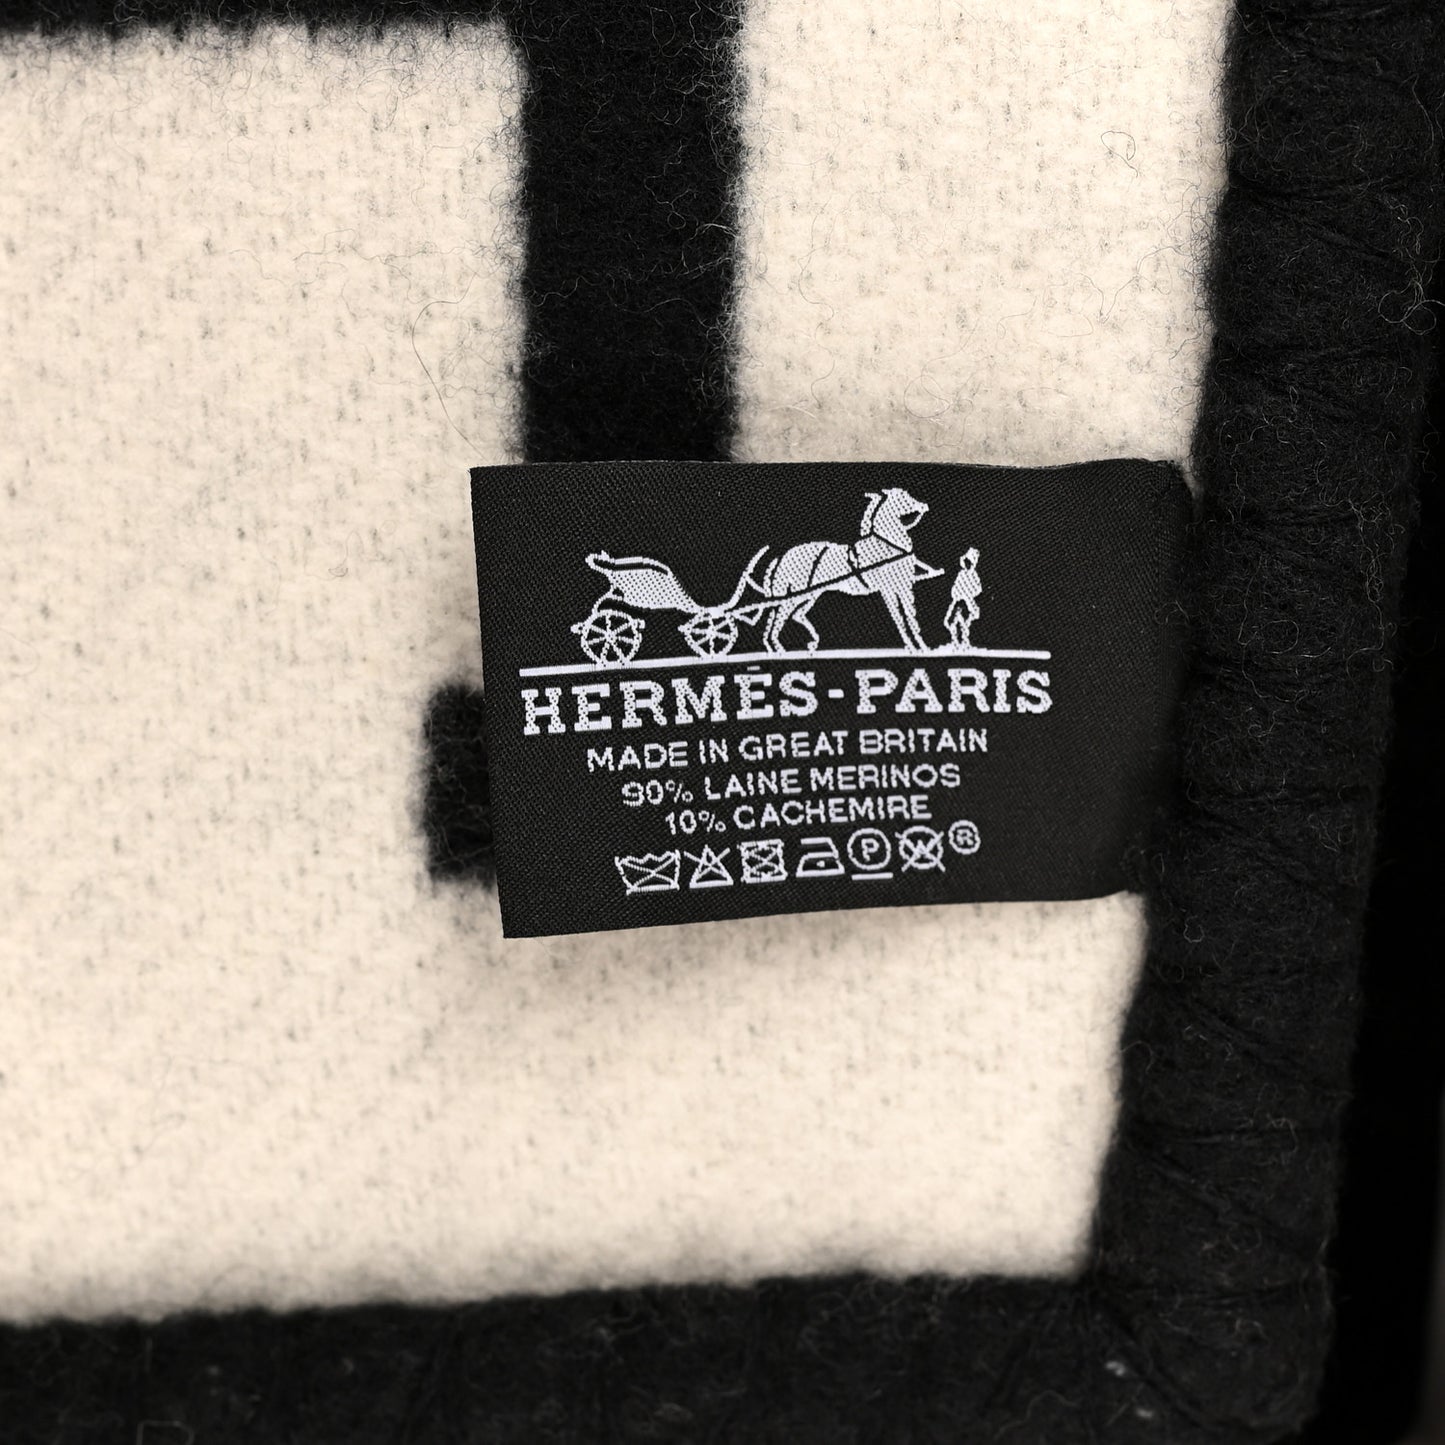 HERMÈS-PARIS
MADE IN GREAT BRITAIN
90% LAINE MERINOS
10% CACHEMIRE
P W ®